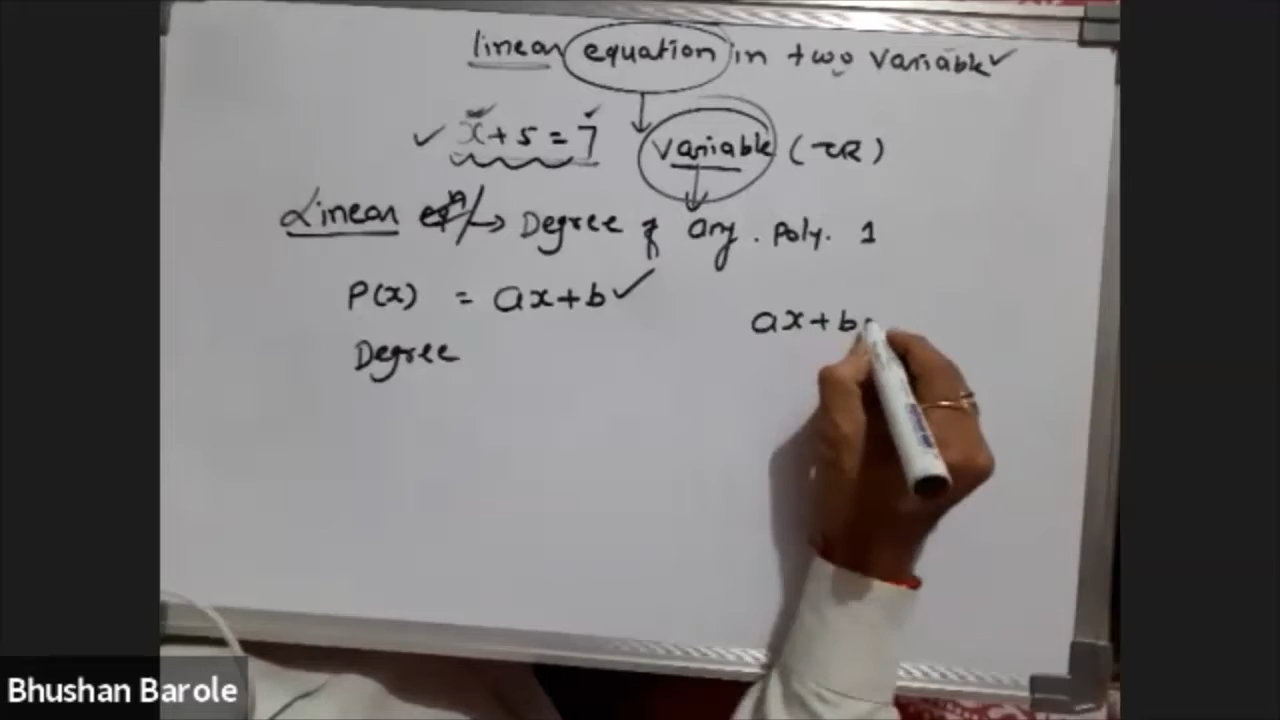 linear equation in two variable ✓
✓ x + 5 = 7 variable (IR)
Linear → Degree of any. poly. 1
P(x) = ax+b ✓
ax+b
Degree
Bhushan Barole